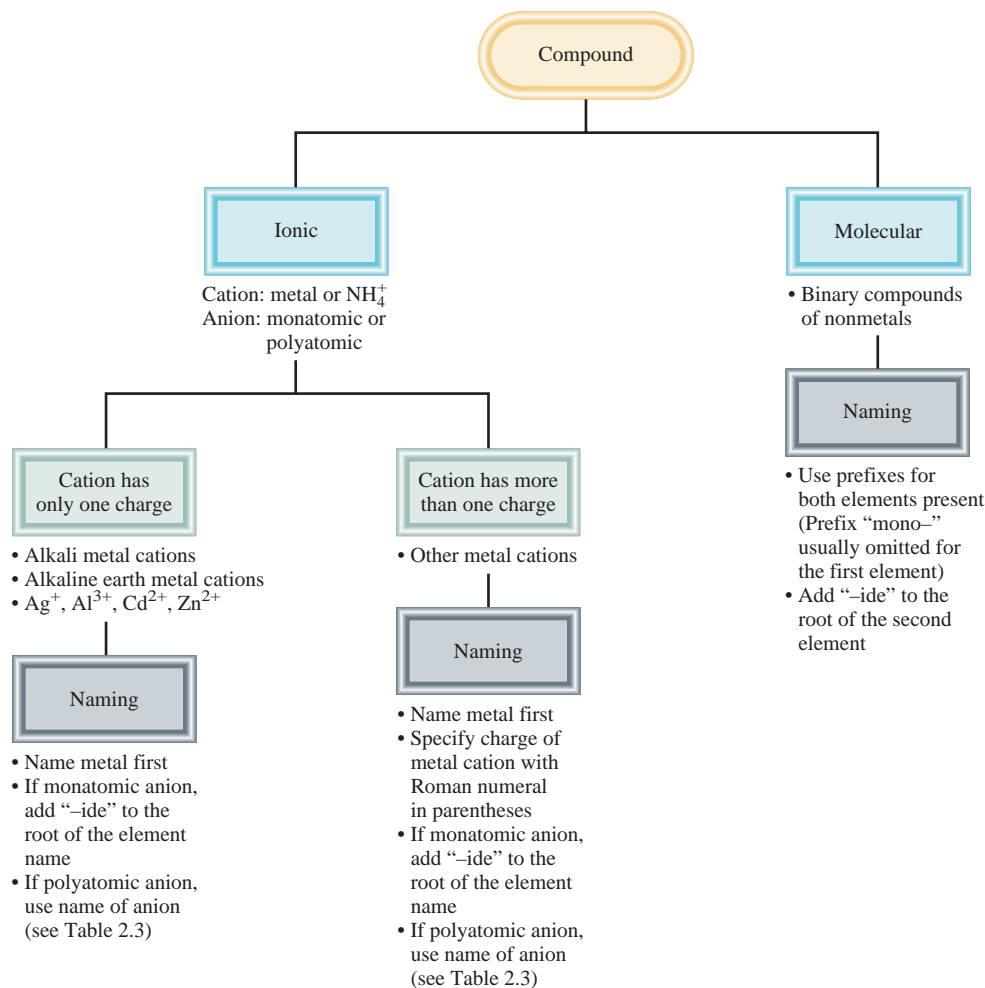 Compound
Ionic
Cation: metal or NH₄⁺
Anion: monatomic or
polyatomic
Cation has
only one charge
• Alkali metal cations
• Alkaline earth metal cations
• Ag⁺, Al³⁺, Cd²⁺, Zn²⁺
Naming
• Name metal first
• If monatomic anion,
add “–ide” to the
root of the element
name
• If polyatomic anion,
use name of anion
(see Table 2.3)
Cation has more
than one charge
• Other metal cations
Naming
• Name metal first
• Specify charge of
metal cation with
Roman numeral
in parentheses
• If monatomic anion,
add “–ide” to the
root of the element
name
• If polyatomic anion,
use name of anion
(see Table 2.3)
Molecular
• Binary compounds
of nonmetals
Naming
• Use prefixes for
both elements present
(Prefix “mono–”
usually omitted for
the first element)
• Add “–ide” to the
root of the second
element